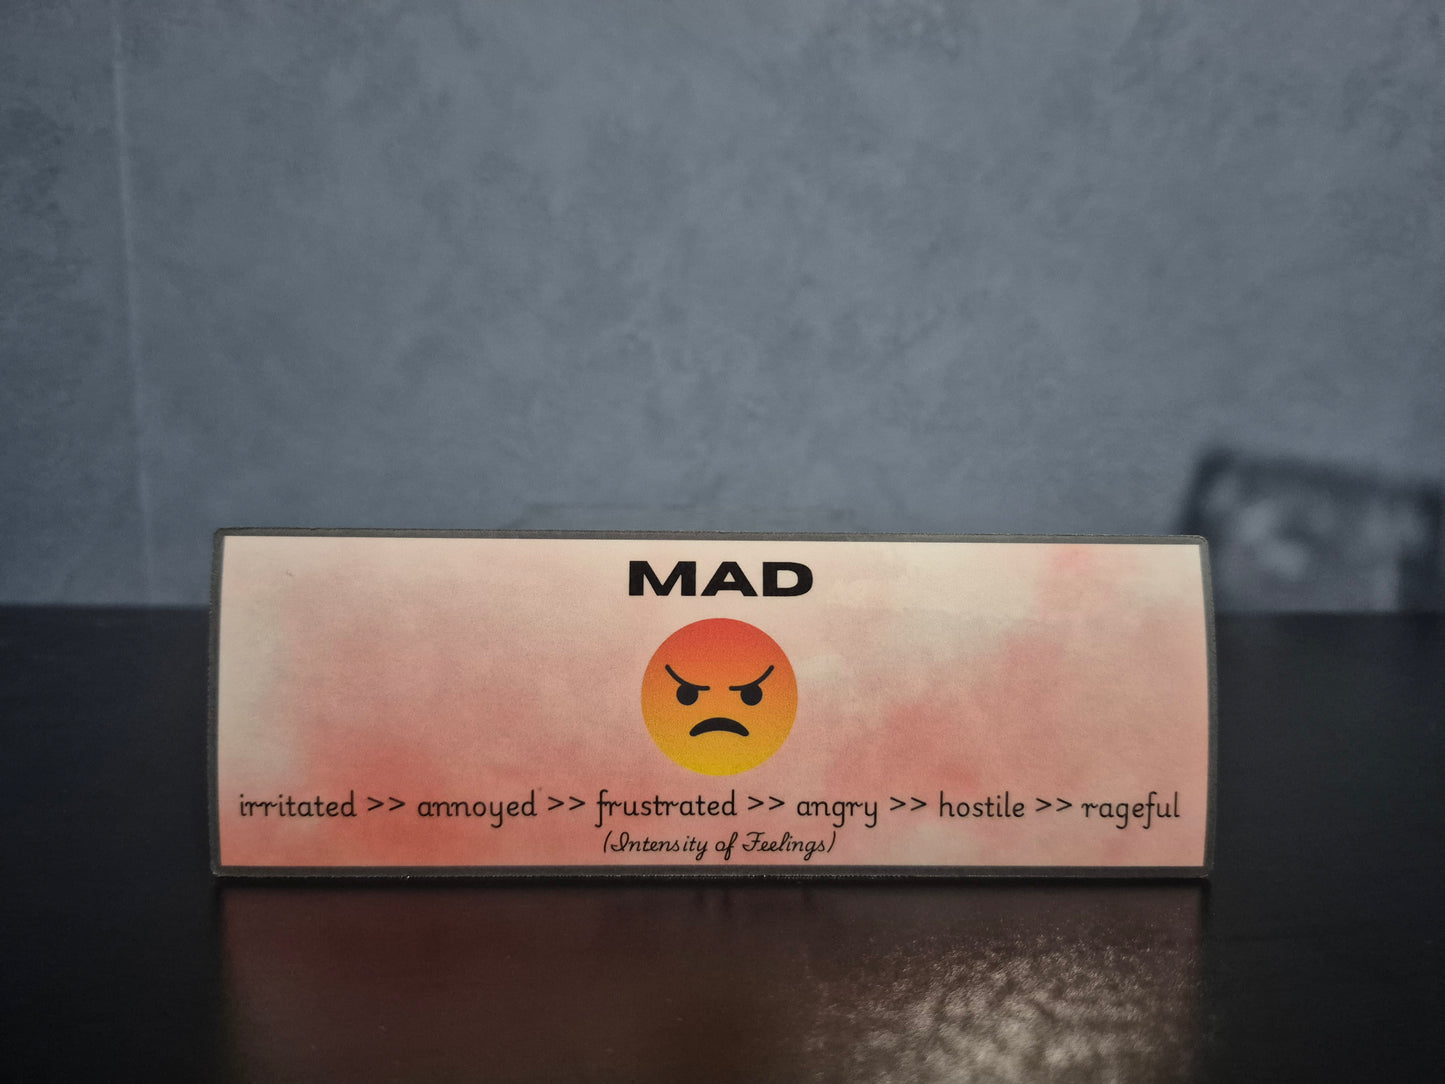 MAD
irritated >> annoyed >> frustrated >> angry >> hostile >> rageful
(Intensity of Feelings)